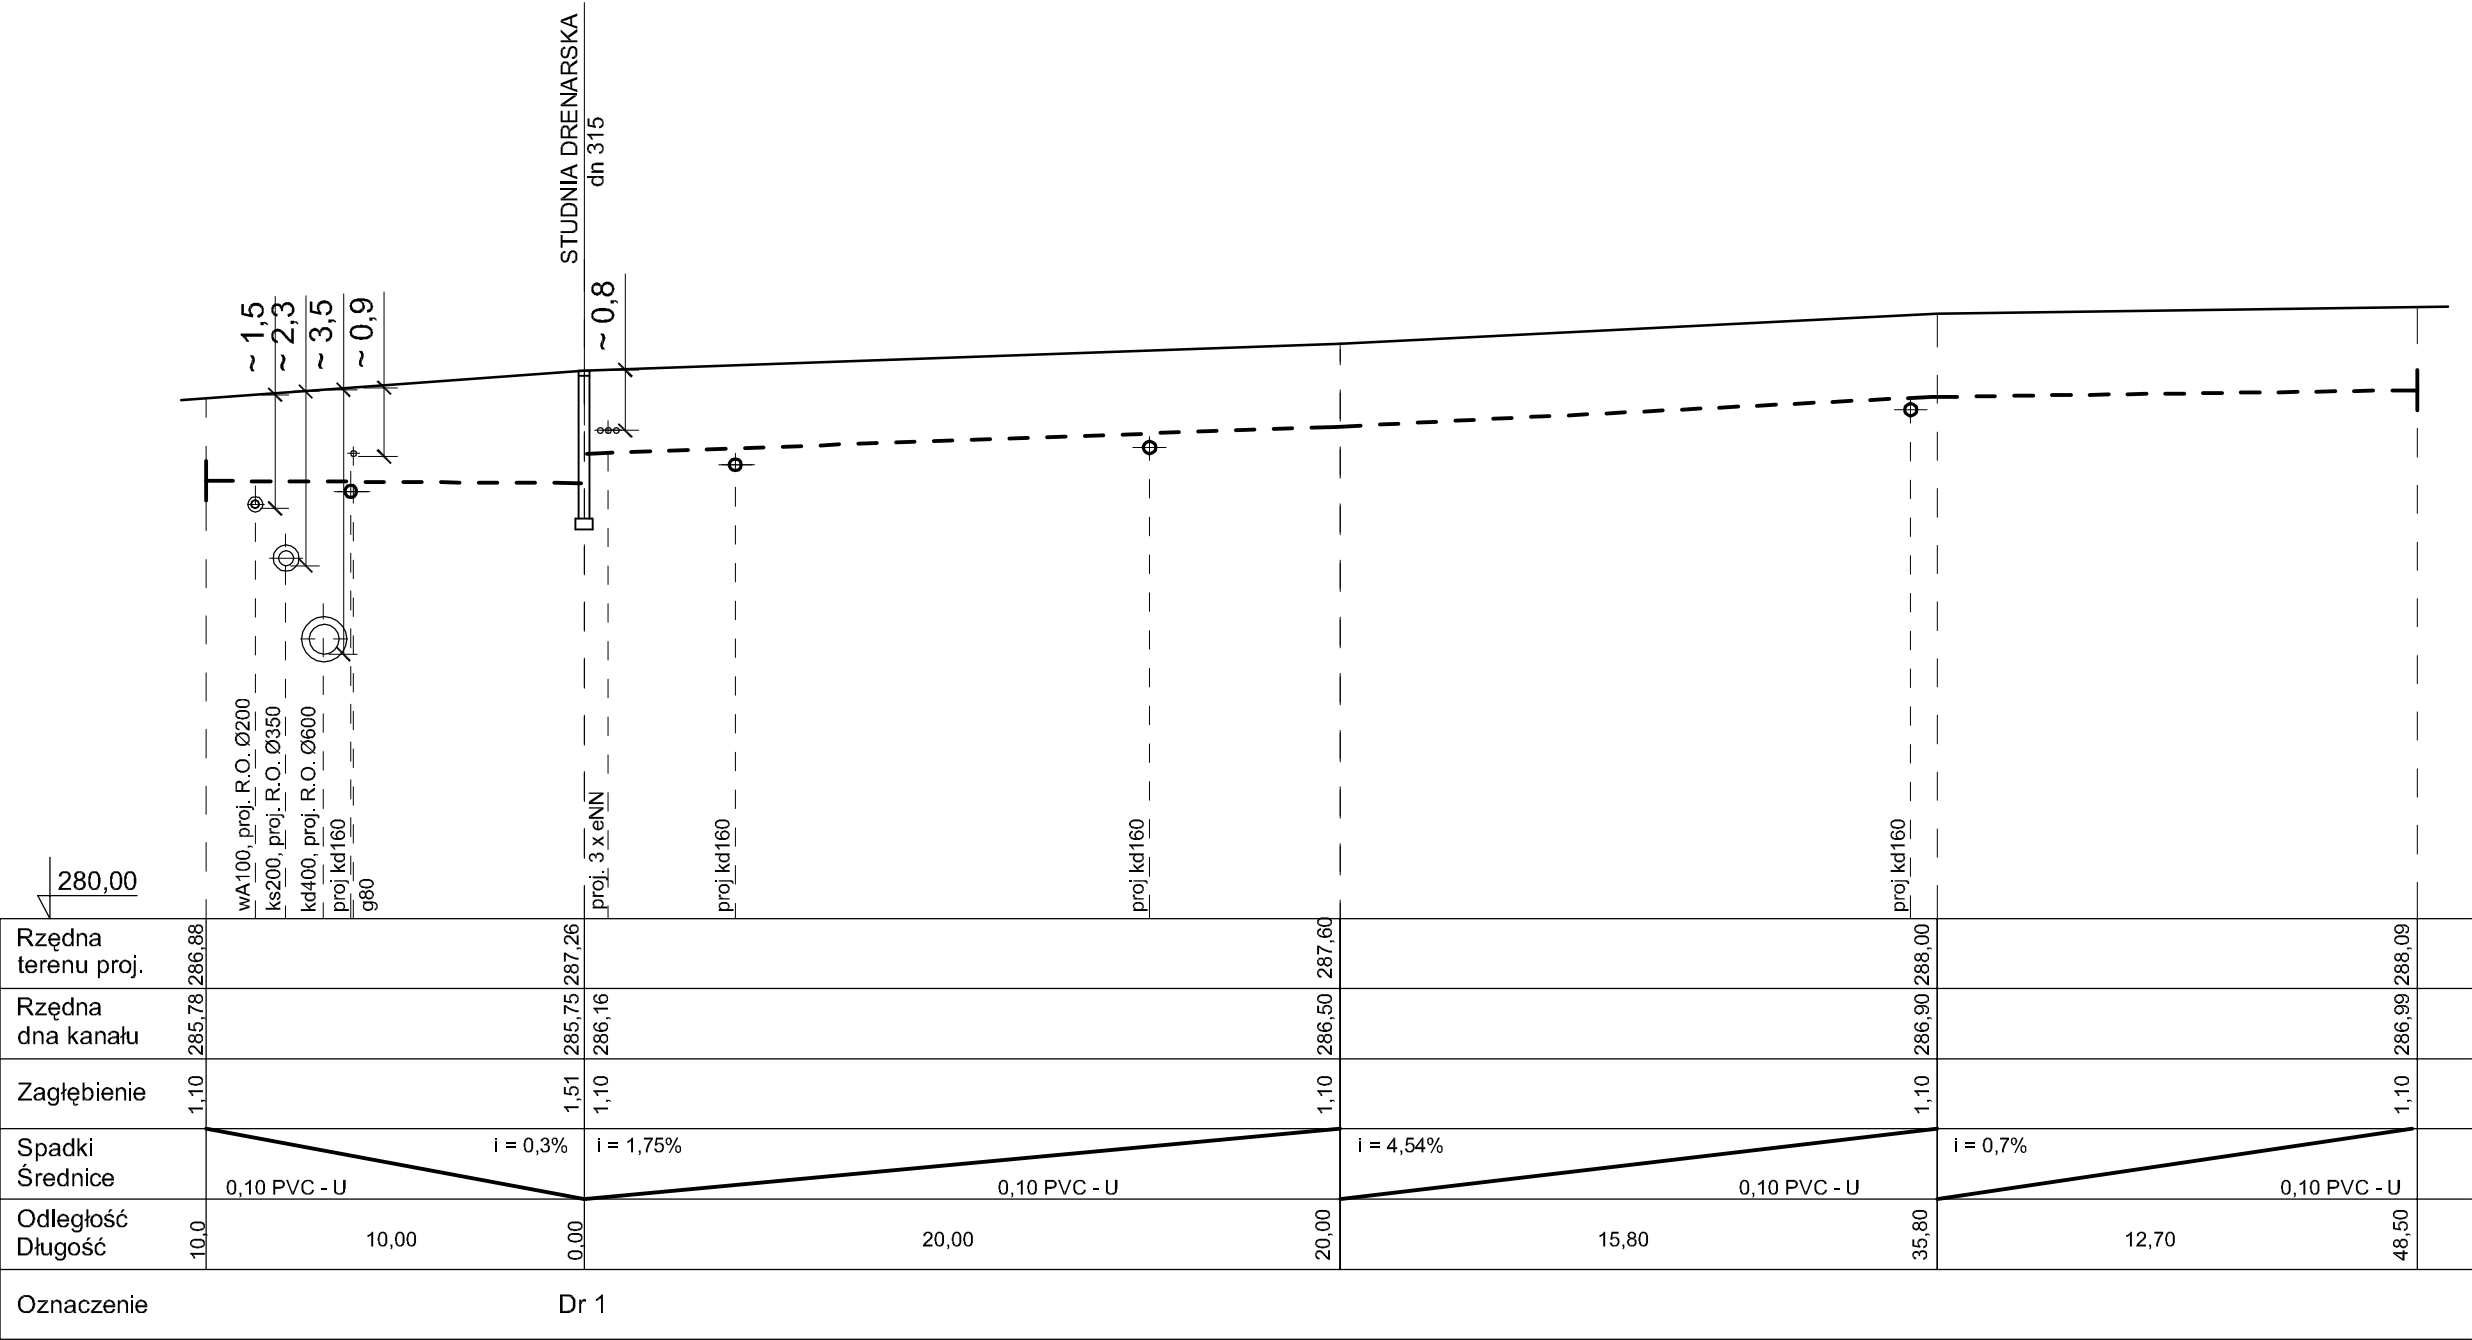 STUDNIA DRENARSKA
dn 315
~ 1,5
~ 2,3
~ 3,5
~ 0,9
~ 0,8
wA100, proj. R.O. Ø200
ks200, proj. R.O. Ø350
kd400, proj. R.O. Ø600
proj kd160
g80
proj. 3 x eNN
proj kd160
proj kd160
proj kd160
280,00
Rzędna
terenu proj.
286,88
287,26
287,60
288,00
288,09
Rzędna
dna kanału
285,78
285,75
286,16
286,50
286,90
286,99
Zagłębienie
1,10
1,51
1,10
1,10
1,10
1,10
Spadki
Średnice
i = 0,3%
i = 1,75%
i = 4,54%
i = 0,7%
0,10 PVC - U
0,10 PVC - U
0,10 PVC - U
0,10 PVC - U
Odległość
Długość
10,0
10,00
0,00
20,00
20,00
15,80
35,80
12,70
48,50
Oznaczenie
Dr 1